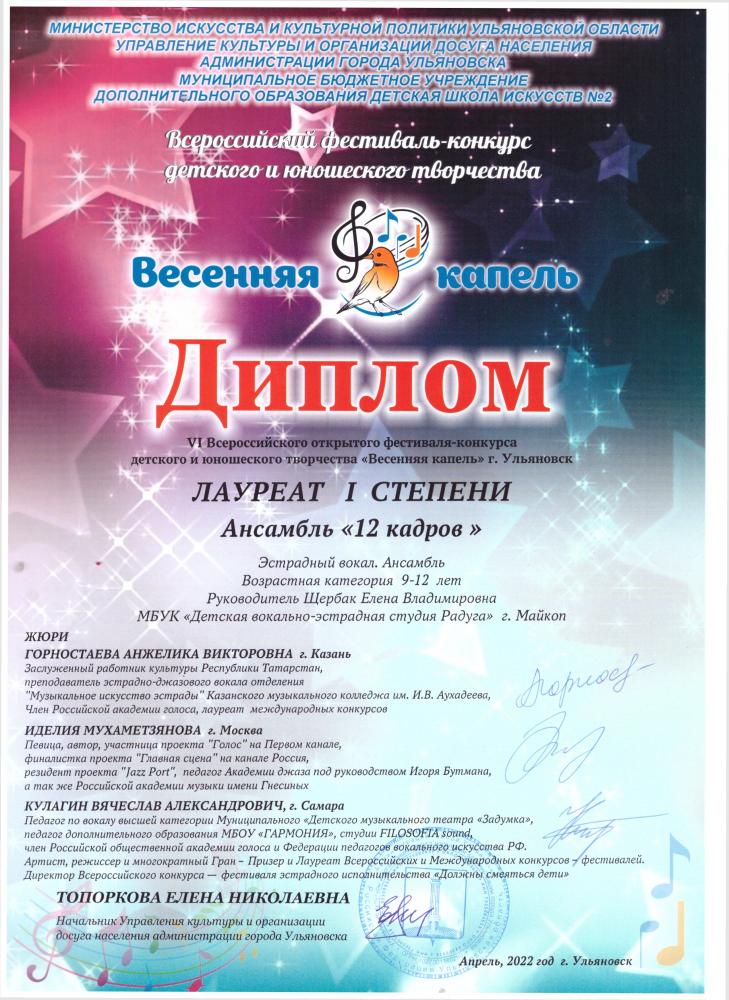 МИНИСТЕРСТВО ИСКУССТВА И КУЛЬТУРНОЙ ПОЛИТИКИ УЛЬЯНОВСКОЙ ОБЛАСТИ
УПРАВЛЕНИЕ КУЛЬТУРЫ И ОРГАНИЗАЦИИ ДОСУГА НАСЕЛЕНИЯ
АДМИНИСТРАЦИИ ГОРОДА УЛЬЯНОВСКА
МУНИЦИПАЛЬНОЕ БЮДЖЕТНОЕ УЧРЕЖДЕНИЕ
ДОПОЛНИТЕЛЬНОГО ОБРАЗОВАНИЯ ДЕТСКАЯ ШКОЛА ИСКУССТВ №2
Всероссийский фестиваль-конкурс
детского и юношеского творчества
Весенняя капель
Диплом
VI Всероссийского открытого фестиваля-конкурса
детского и юношеского творчества «Весенняя капель» г. Ульяновск
ЛАУРЕАТ I СТЕПЕНИ
Ансамбль «12 кадров »
Эстрадный вокал. Ансамбль
Возрастная категория 9-12 лет
Руководитель Щербак Елена Владимировна
МБУК «Детская вокально-эстрадная студия Радуга» г. Майкоп
ЖЮРИ
ГОРНОСТАЕВА АНЖЕЛИКА ВИКТОРОВНА г. Казань
Заслуженный работник культуры Республики Татарстан,
преподаватель эстрадно-джазового вокала отделения
"Музыкальное искусство эстрады" Казанского музыкального колледжа им. И.В. Аухадеева,
Член Российской академии голоса, лауреат международных конкурсов
ИДЕЛИЯ МУХАМЕТЗЯНОВА г. Москва
Певица, автор, участница проекта "Голос" на Первом канале,
финалистка проекта "Главная сцена" на канале Россия,
резидент проекта "Jazz Port", педагог Академии джаза под руководством Игоря Бутмана,
а так же Российской академии музыки имени Гнесиных
КУЛАГИН ВЯЧЕСЛАВ АЛЕКСАНДРОВИЧ, г. Самара
Педагог по вокалу высшей категории Муниципального «Детского музыкального театра «Задумка»,
педагог дополнительного образования МБОУ «ГАРМОНИЯ», студии FILOSOFIA sound,
член Российской общественной академии голоса и Федерации педагогов вокального искусства РФ.
Артист, режиссер и многократный Гран – Призер и Лауреат Всероссийских и Международных конкурсов – фестивалей.
Директор Всероссийского конкурса — фестиваля эстрадного исполнительства «Должны смеяться дети»
ТОПОРКОВА ЕЛЕНА НИКОЛАЕВНА
Начальник Управления культуры и организации
досуга населения администрации города Ульяновска
Апрель, 2022 год г. Ульяновск